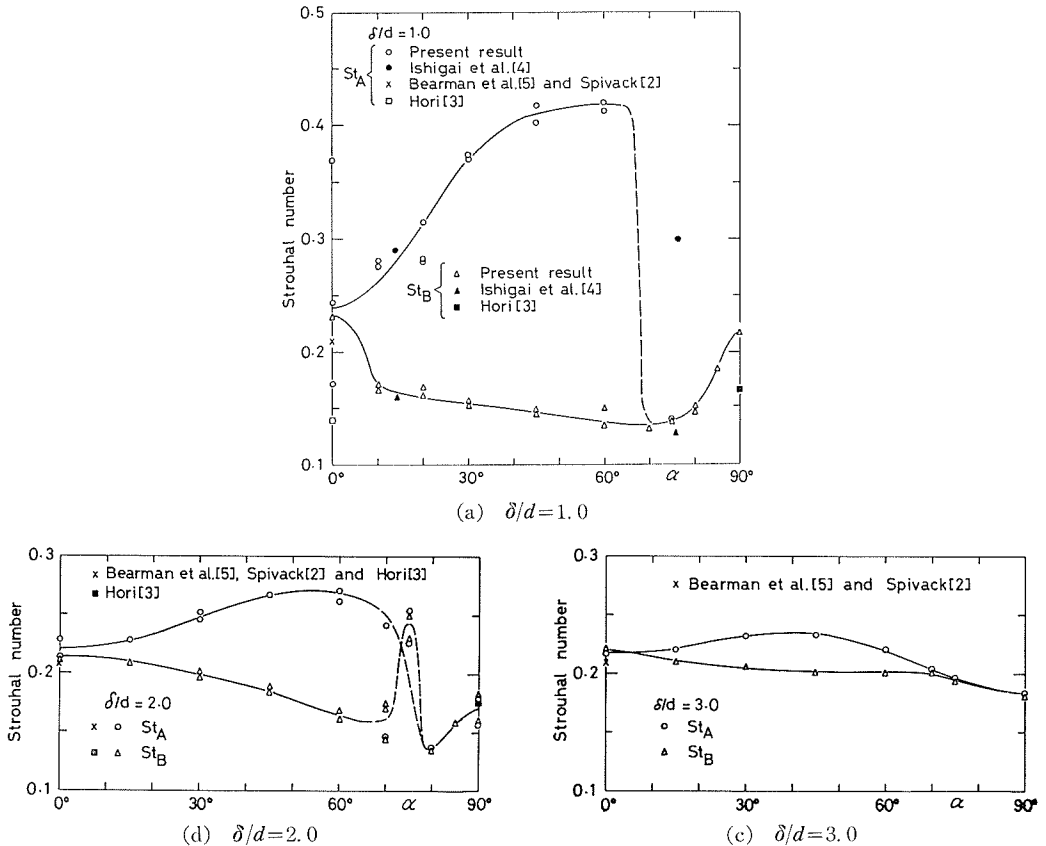 0·5
0·4
0·3
0·2
0·1
Strouhal number
δ/d = 1.0
St_A
Present result
Ishigai et al.[4]
Bearman et al.[5] and Spivack[2]
Hori[3]
St_B
Present result
Ishigai et al.[4]
Hori[3]
0° 30° 60° α 90°
(a) δ/d=1.0
0.3
0.2
0.1
Strouhal number
x Bearman et al.[5], Spivack[2] and Hori[3]
Hori[3]
δ/d = 2.0
St_A
St_B
0° 30° 60° α 90°
(d) δ/d=2.0
0.3
0.2
0.1
Strouhal number
x Bearman et al.[5] and Spivack[2]
δ/d = 3.0
St_A
St_B
0° 30° 60° α 90°
(c) δ/d=3.0